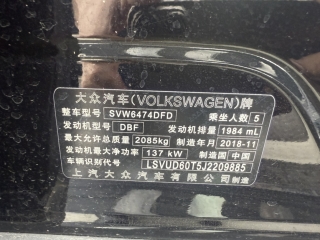 大众汽车(VOLKSWAGEN)牌
整车型号 SVW6474DFD 乘坐人数 5
发动机型号 DBF 发动机排量 1984 mL
最大允许总质量 2085kg 制造年月 2018-11
发动机最大净功率 137 kW 制造国 中国
车辆识别代号 LSVUD60T5J2209885
上汽大众汽车有限公司 制造